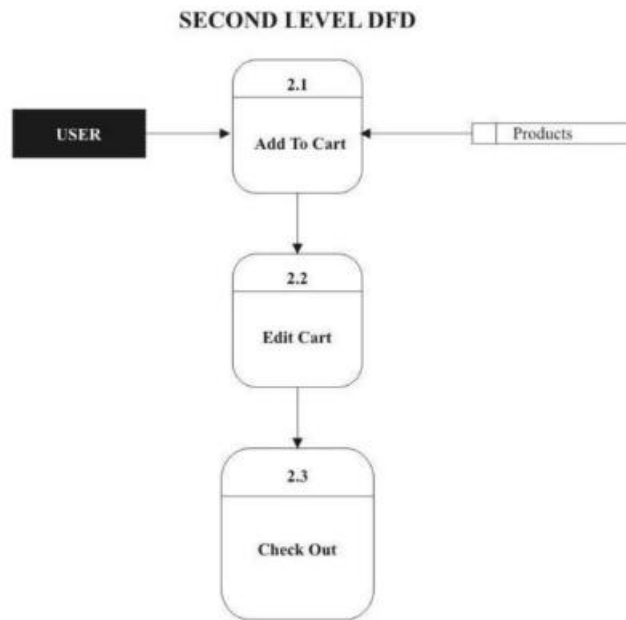 SECOND LEVEL DFD
2.1
USER
Add To Cart
Products
2.2
Edit Cart
2.3
Check Out